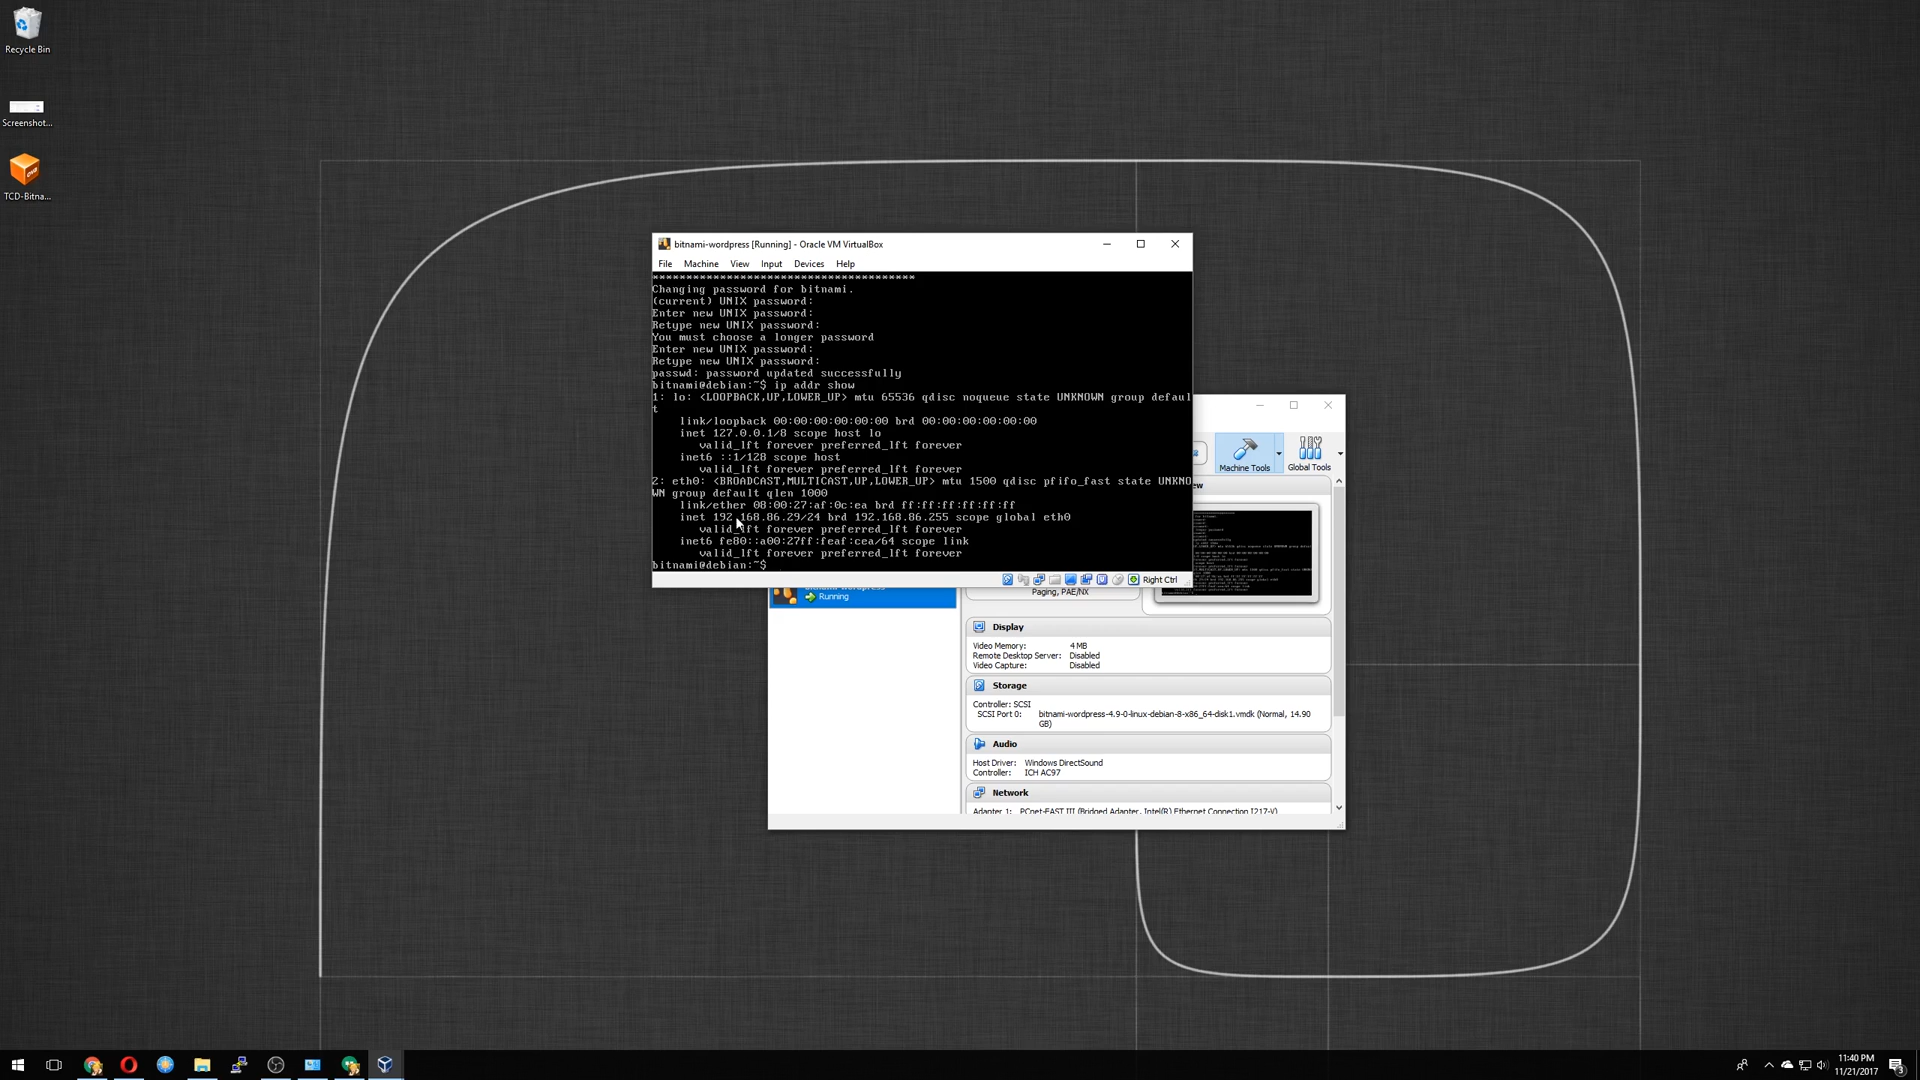 Recycle Bin
Screenshot...
TCD-Bitna...
bitnami-wordpress [Running] - Oracle VM VirtualBox
File Machine View Input Devices Help
***************************************
Changing password for bitnami.
(current) UNIX password:
Enter new UNIX password:
Retype new UNIX password:
You must choose a longer password
Enter new UNIX password:
Retype new UNIX password:
passwd: password updated successfully
bitnami@debian:~$ ip addr show
1: lo: <LOOPBACK,UP,LOWER_UP> mtu 65536 qdisc noqueue state UNKNOWN group defaul
t
link/loopback 00:00:00:00:00:00 brd 00:00:00:00:00:00
inet 127.0.0.1/8 scope host lo
valid_lft forever preferred_lft forever
inet6 ::1/128 scope host
valid_lft forever preferred_lft forever
2: eth0: <BROADCAST,MULTICAST,UP,LOWER_UP> mtu 1500 qdisc pfifo_fast state UNKNO
WN group default qlen 1000
link/ether 08:00:27:af:0c:ea brd ff:ff:ff:ff:ff:ff
inet 192.168.86.29/24 brd 192.168.86.255 scope global eth0
valid_lft forever preferred_lft forever
inet6 fe80::a00:27ff:feaf:cea/64 scope link
valid_lft forever preferred_lft forever
bitnami@debian:~$
Right Ctrl
Machine Tools
Global Tools
ew
Running
Paging, PAE/NX
Display
Video Memory: 4 MB
Remote Desktop Server: Disabled
Video Capture: Disabled
Storage
Controller: SCSI
SCSI Port 0: bitnami-wordpress-4.9-0-linux-debian-8-x86_64-disk1.vmdk (Normal, 14.90
GB)
Audio
Host Driver: Windows DirectSound
Controller: ICH AC97
Network
Adapter 1: PCnet-FAST III (Bridged Adapter, Intel(R) Ethernet Connection I217-V)
11:40 PM
11/21/2017
3